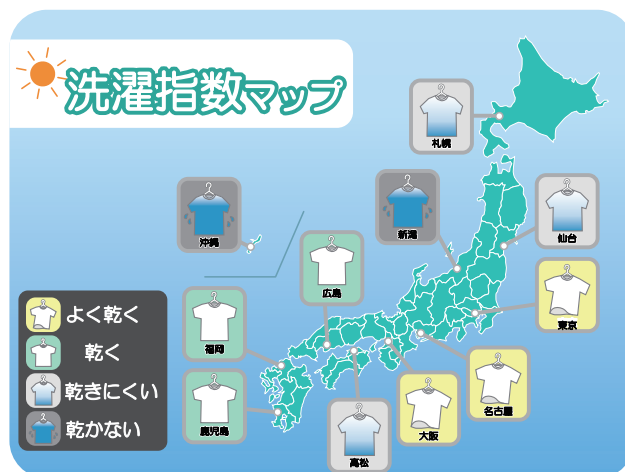 洗濯指数マップ
札幌
沖縄
新潟
仙台
広島
東京
福岡
名古屋
大阪
鹿児島
高松
よく乾く
乾く
乾きにくい
乾かない